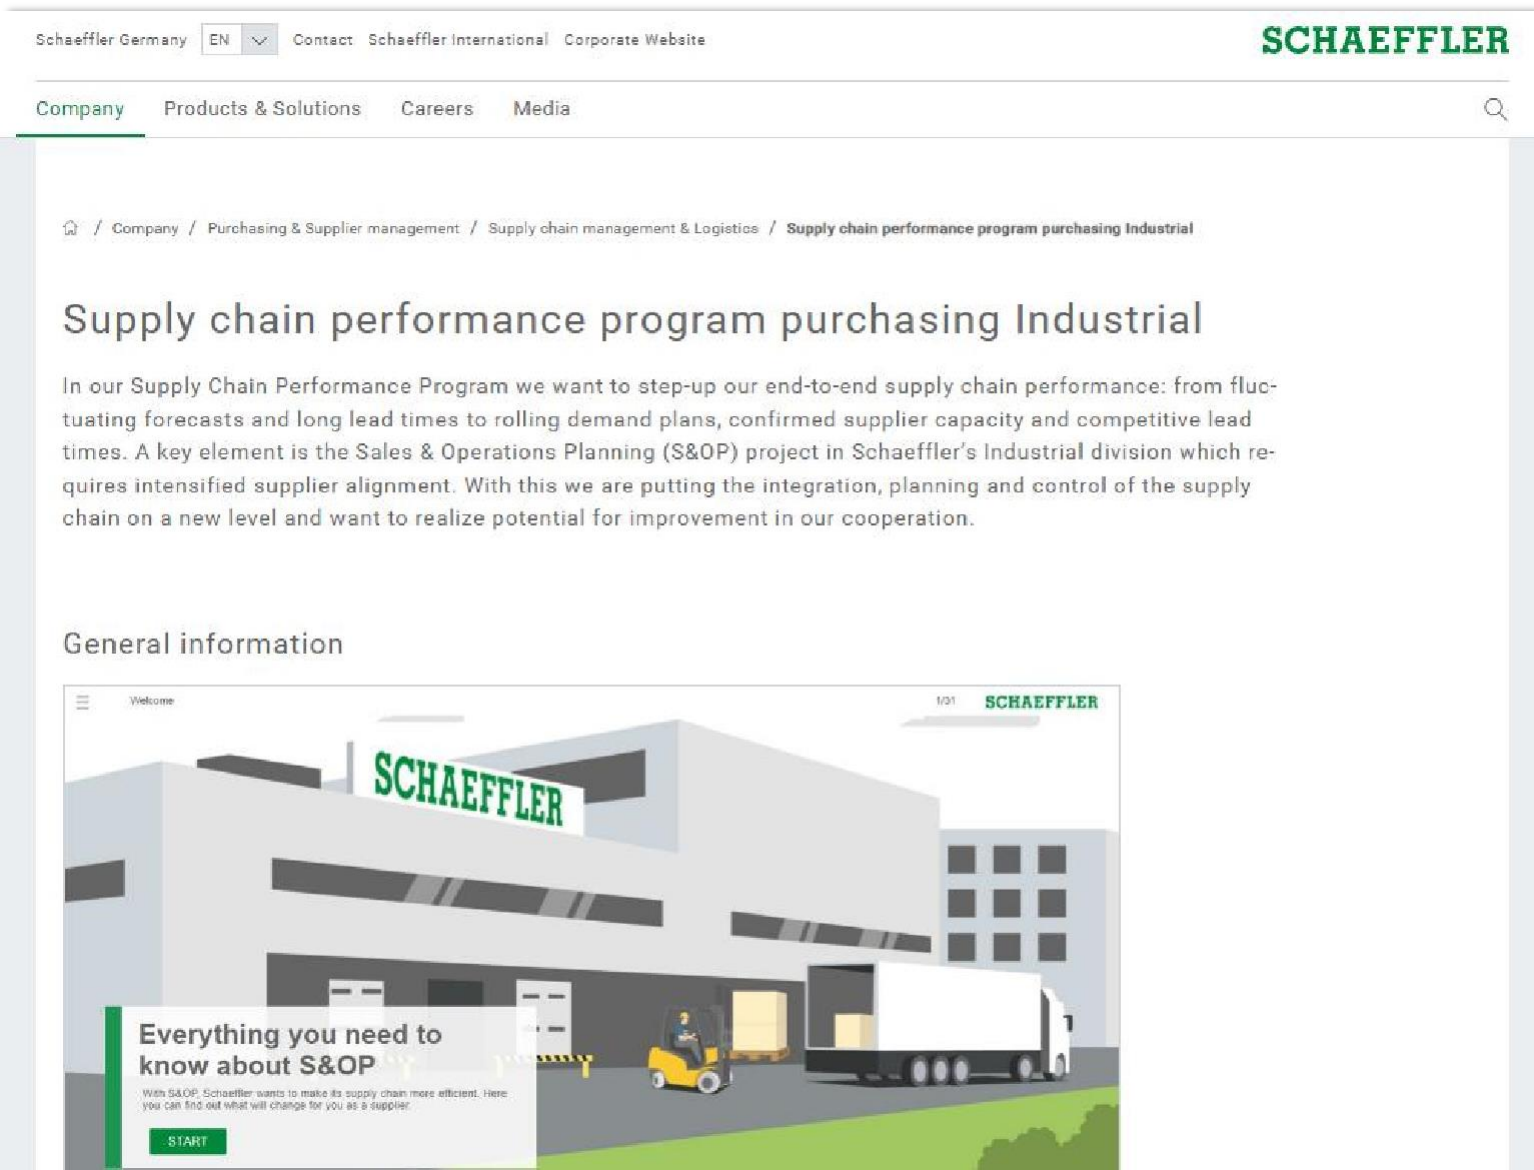 Schaeffler Germany EN Contact Schaeffler International Corporate Website
SCHAEFFLER
Company Products & Solutions Careers Media
/ Company / Purchasing & Supplier management / Supply chain management & Logistics / Supply chain performance program purchasing Industrial
Supply chain performance program purchasing Industrial
In our Supply Chain Performance Program we want to step-up our end-to-end supply chain performance: from fluc-
tuating forecasts and long lead times to rolling demand plans, confirmed supplier capacity and competitive lead
times. A key element is the Sales & Operations Planning (S&OP) project in Schaeffler's Industrial division which re-
quires intensified supplier alignment. With this we are putting the integration, planning and control of the supply
chain on a new level and want to realize potential for improvement in our cooperation.
General information
Welcome 1/31 SCHAEFFLER
SCHAEFFLER
Everything you need to
know about S&OP
With S&OP, Schaeffler wants to make its supply chain more efficient. Here
you can find out what will change for you as a supplier.
START